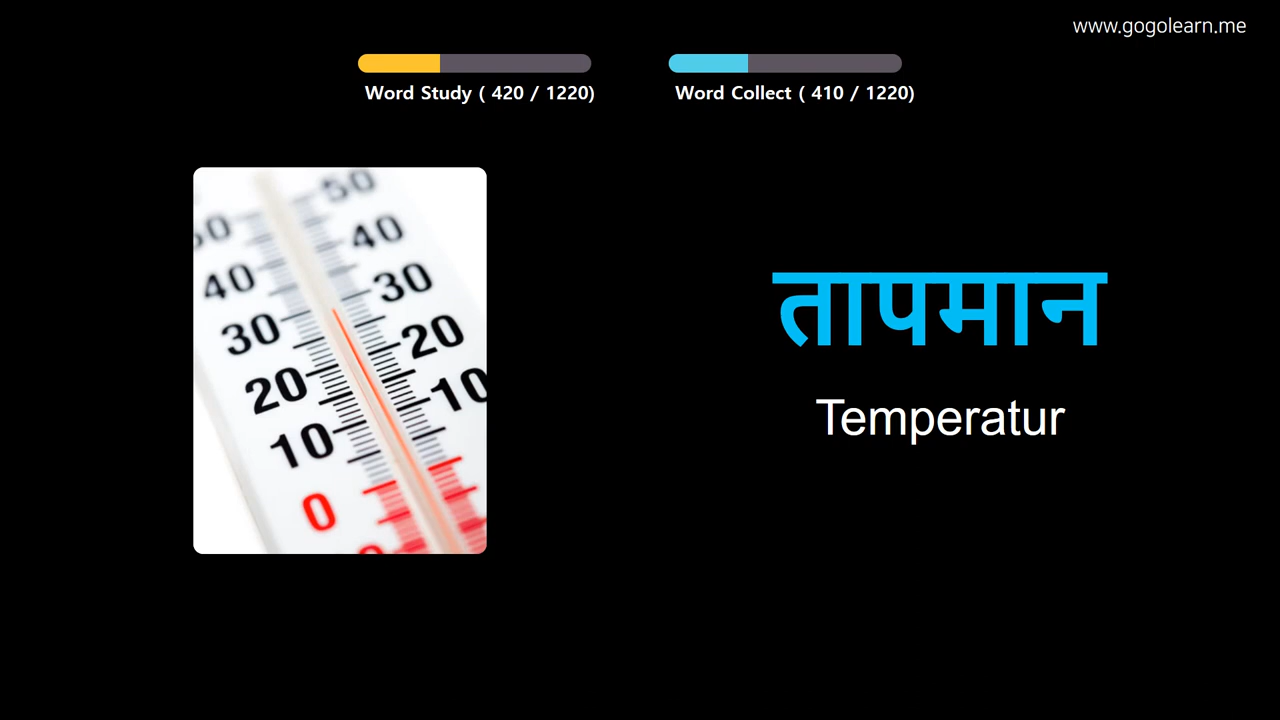 www.gogolearn.me
Word Study ( 420 / 1220)
Word Collect ( 410 / 1220)
50
50
40
40
30
30
20
20
10
10
0
तापमान
Temperatur